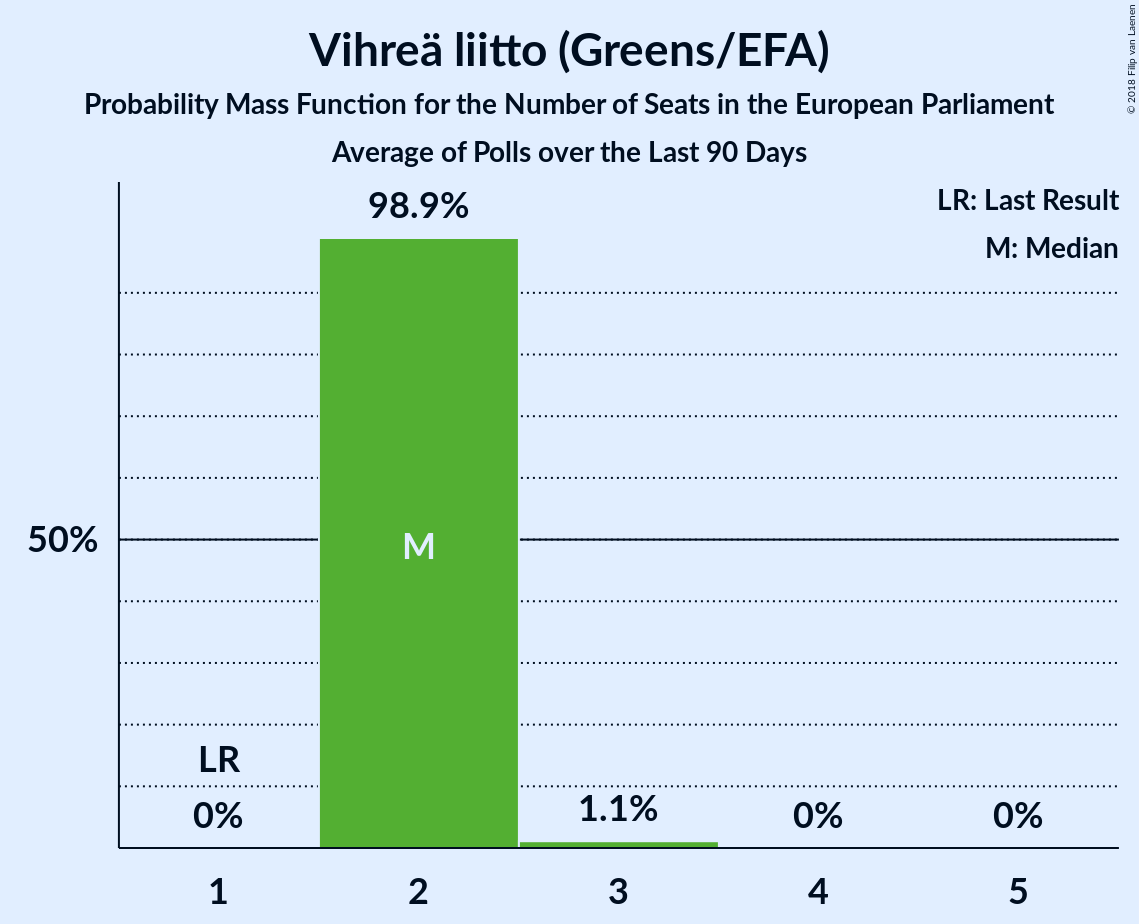 Vihreä liitto (Greens/EFA)
Probability Mass Function for the Number of Seats in the European Parliament
Average of Polls over the Last 90 Days
© 2018 Filip van Laenen
LR: Last Result
M: Median
98.9%
50%
M
LR
0%
1.1%
0%
0%
1
2
3
4
5